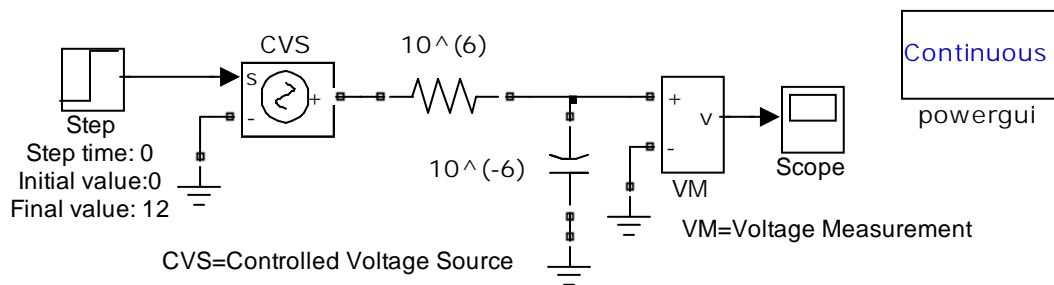 CVS
10^(6)
Continuous
powergui
s
+
-
Step
Step time: 0
Initial value:0
Final value: 12
10^(-6)
+
-
v
VM
Scope
VM=Voltage Measurement
CVS=Controlled Voltage Source